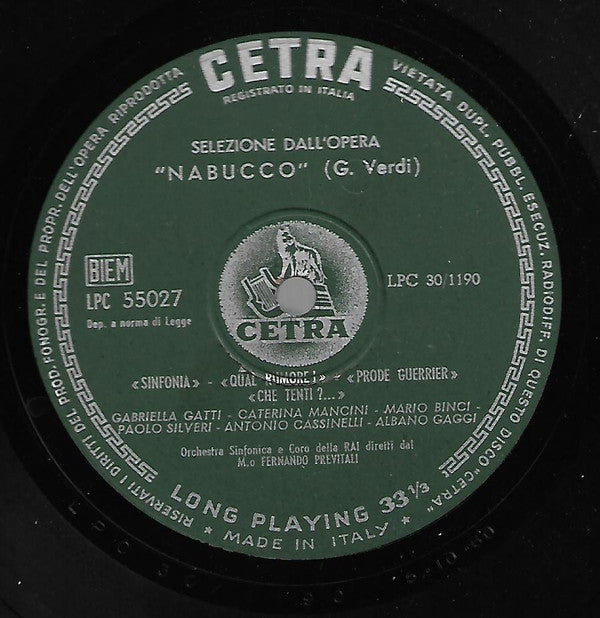 CETRA
REGISTRATO IN ITALIA
RISERVATI I DIRITTI DEL PROD. FONOGR. E DEL PROPR. DELL'OPERA RIPRODOTTA
VIETATA DUPL. PUBBL. ESECUZ. RADIODIFF. DI QUESTO DISCO "CETRA"
SELEZIONE DALL'OPERA
"NABUCCO" (G. Verdi)
BIEM
LPC 55027
Dep. a norma di Legge
LPC 30/1190
CETRA
«SINFONIA» - «QUAL RUMORE!» - «PRODE GUERRIER»
«CHE TENTI?...»
GABRIELLA GATTI - CATERINA MANCINI - MARIO BINCI -
PAOLO SILVERI - ANTONIO CASSINELLI - ALBANO GAGGI
Orchestra Sinfonica e Coro della RAI diretti dal
M.o FERNANDO PREVITALI
LONG PLAYING 33 1/3
★ MADE IN ITALY ★